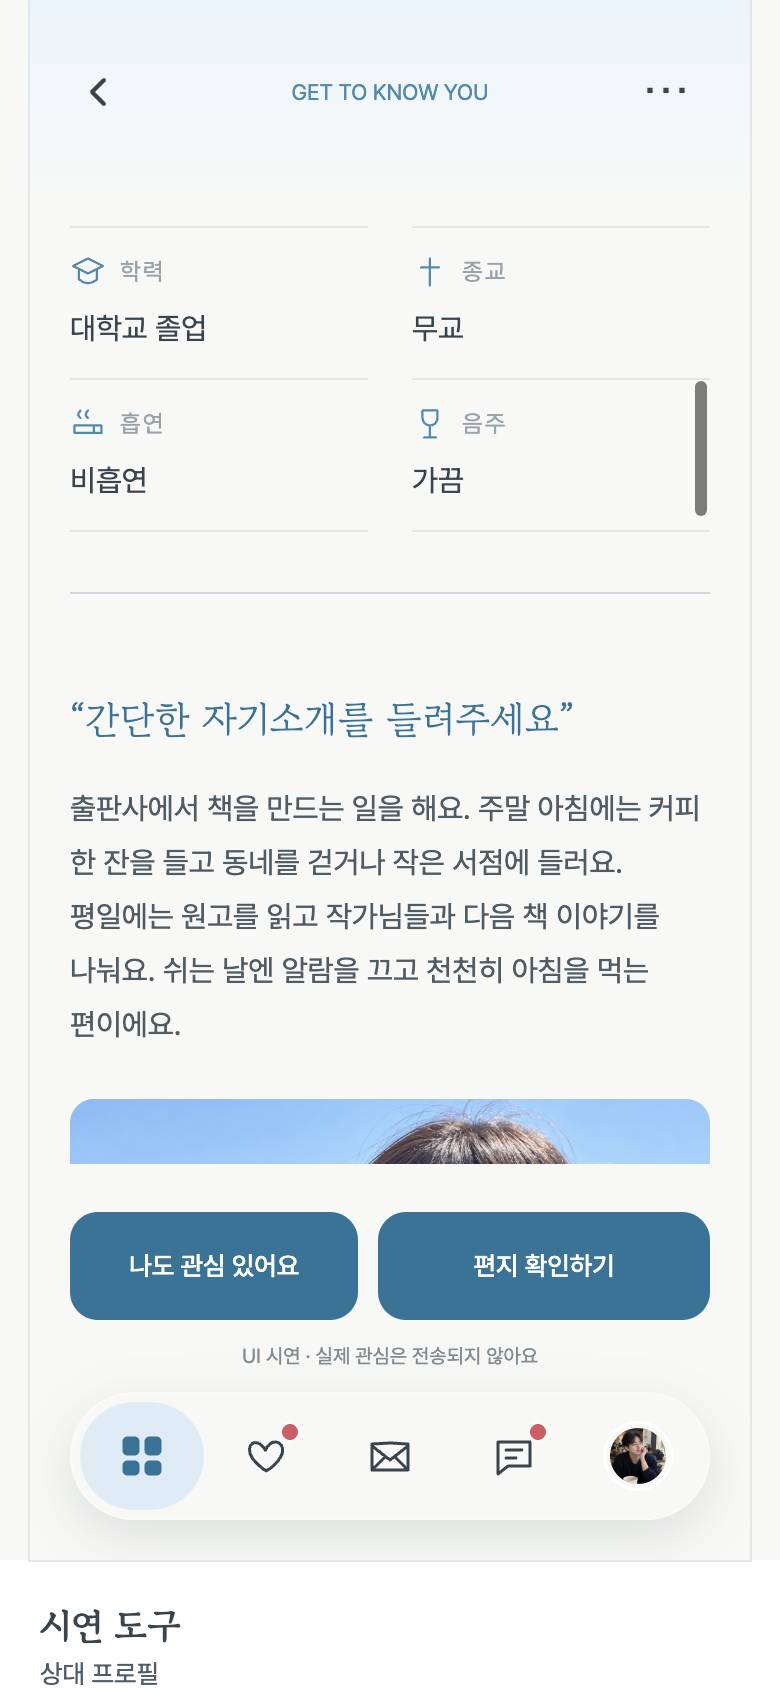 GET TO KNOW YOU
학력
종교
대학교 졸업
무교
흡연
음주
비흡연
가끔
“간단한 자기소개를 들려주세요”
출판사에서 책을 만드는 일을 해요. 주말 아침에는 커피
한 잔을 들고 동네를 걷거나 작은 서점에 들러요.
평일에는 원고를 읽고 작가님들과 다음 책 이야기를
나눠요. 쉬는 날엔 알람을 끄고 천천히 아침을 먹는
편이에요.
나도 관심 있어요
편지 확인하기
UI 시연 · 실제 관심은 전송되지 않아요
시연 도구
상대 프로필